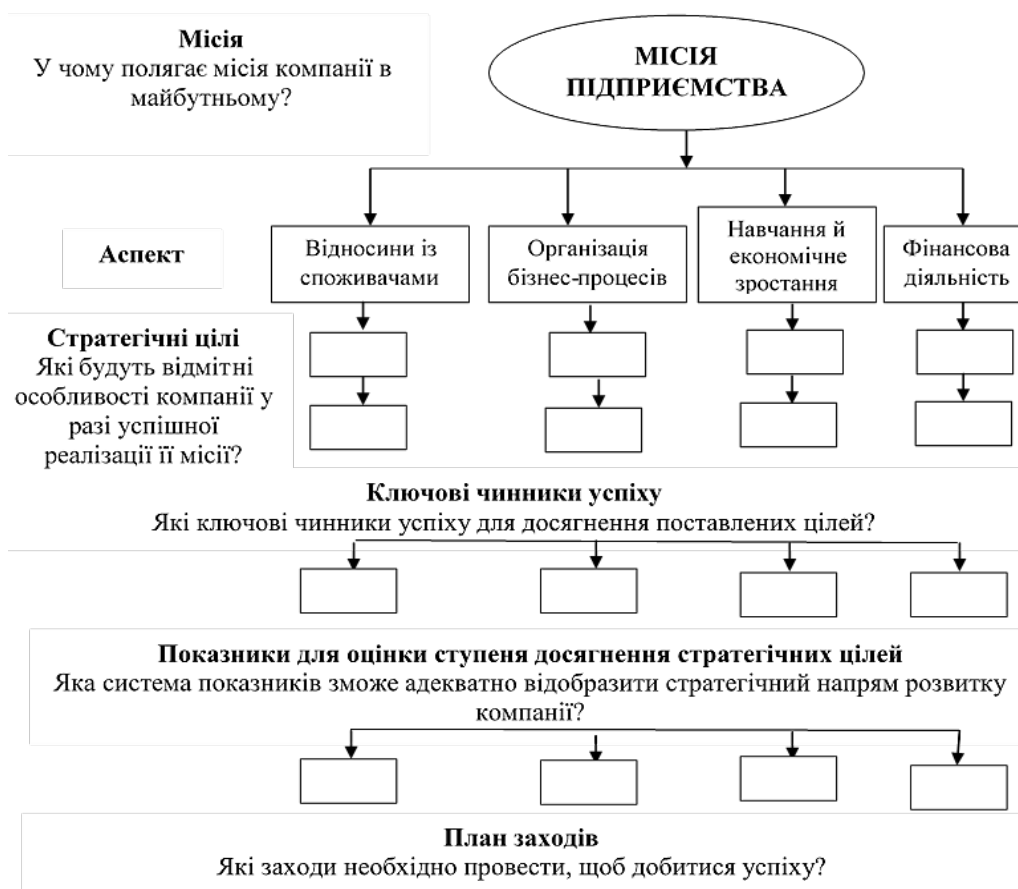 Місія
У чому полягає місія компанії в
майбутньому?
МІСІЯ
ПІДПРИЄМСТВА
Аспект
Відносини із
споживачами
Організація
бізнес-процесів
Навчання й
економічне
зростання
Фінансова
діяльність
Стратегічні цілі
Які будуть відмітні
особливості компанії у
разі успішної
реалізації її місії?
Ключові чинники успіху
Які ключові чинники успіху для досягнення поставлених цілей?
Показники для оцінки ступеня досягнення стратегічних цілей
Яка система показників зможе адекватно відобразити стратегічний напрям розвитку
компанії?
План заходів
Які заходи необхідно провести, щоб добитися успіху?